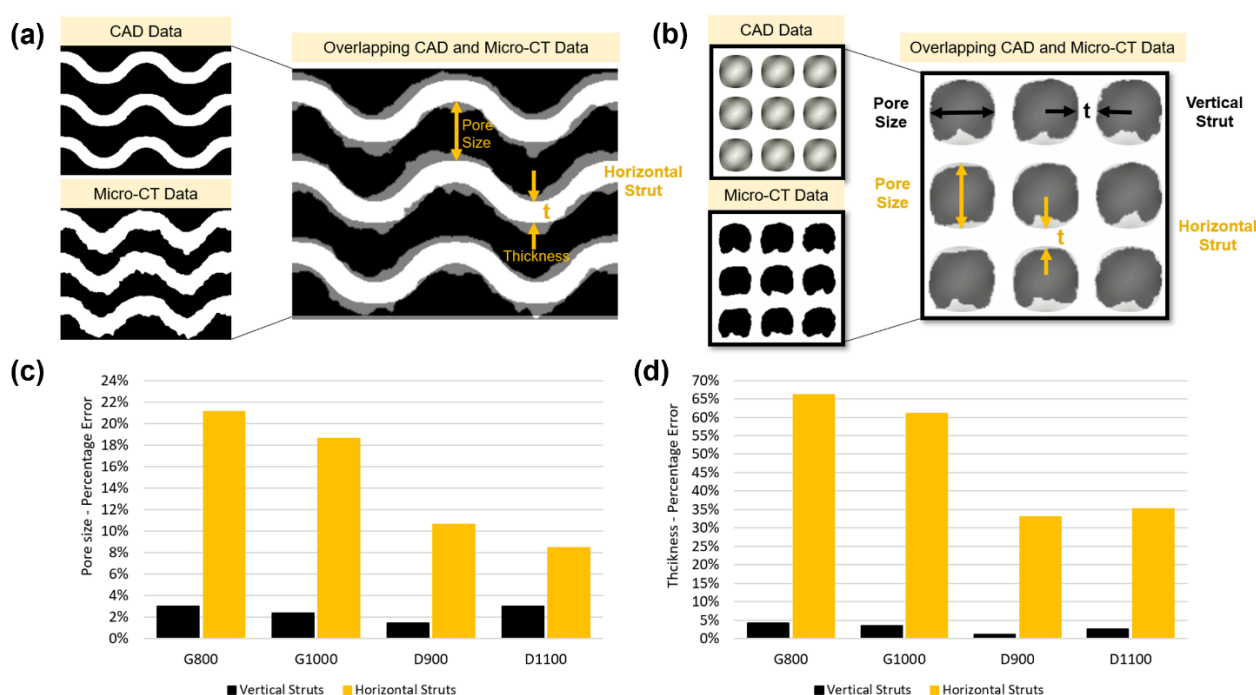 (a)
CAD Data
Micro-CT Data
Overlapping CAD and Micro-CT Data
Pore
Size
Horizontal
Strut
t
Thickness
(b)
CAD Data
Micro-CT Data
Overlapping CAD and Micro-CT Data
Pore
Size
t
Vertical
Strut
Pore
Size
t
Horizontal
Strut
(c)
Pore size - Percentage Error
24%
22%
20%
18%
16%
14%
12%
10%
8%
6%
4%
2%
0%
G800 G1000 D900 D1100
Vertical Struts Horizontal Struts
(d)
Thcikness - Percentage Error
70%
65%
60%
55%
50%
45%
40%
35%
30%
25%
20%
15%
10%
5%
0%
G800 G1000 D900 D1100
Vertical Struts Horizontal Struts